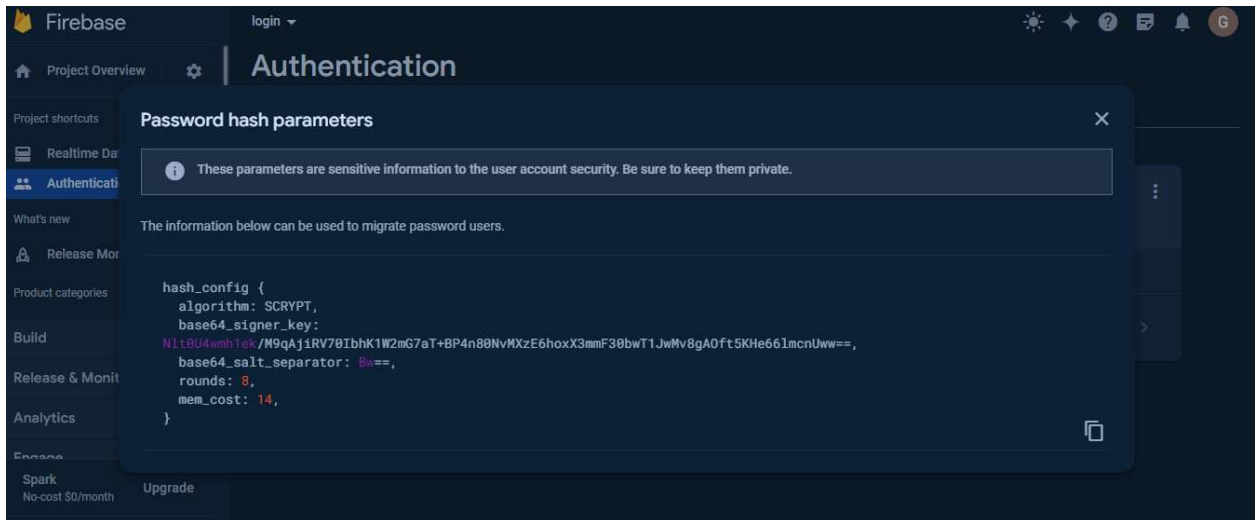 Firebase
login
G
Project Overview
Authentication
Project shortcuts
Realtime Da
Authenticati
What's new
Release Mor
Product categories
Build
Release & Monit
Analytics
Engage
Spark
No-cost $0/month
Upgrade
Password hash parameters
These parameters are sensitive information to the user account security. Be sure to keep them private.
The information below can be used to migrate password users.
hash_config {
algorithm: SCRYPT,
base64_signer_key:
Nlt0U4wmh1ek/M9qAjiRV70IbhK1W2mG7aT+BP4n80NvMXzE6hoxX3mmF30bwT1JwMv8gAOft5KHe66lmcnUww==,
base64_salt_separator: Bw==,
rounds: 8,
mem_cost: 14,
}